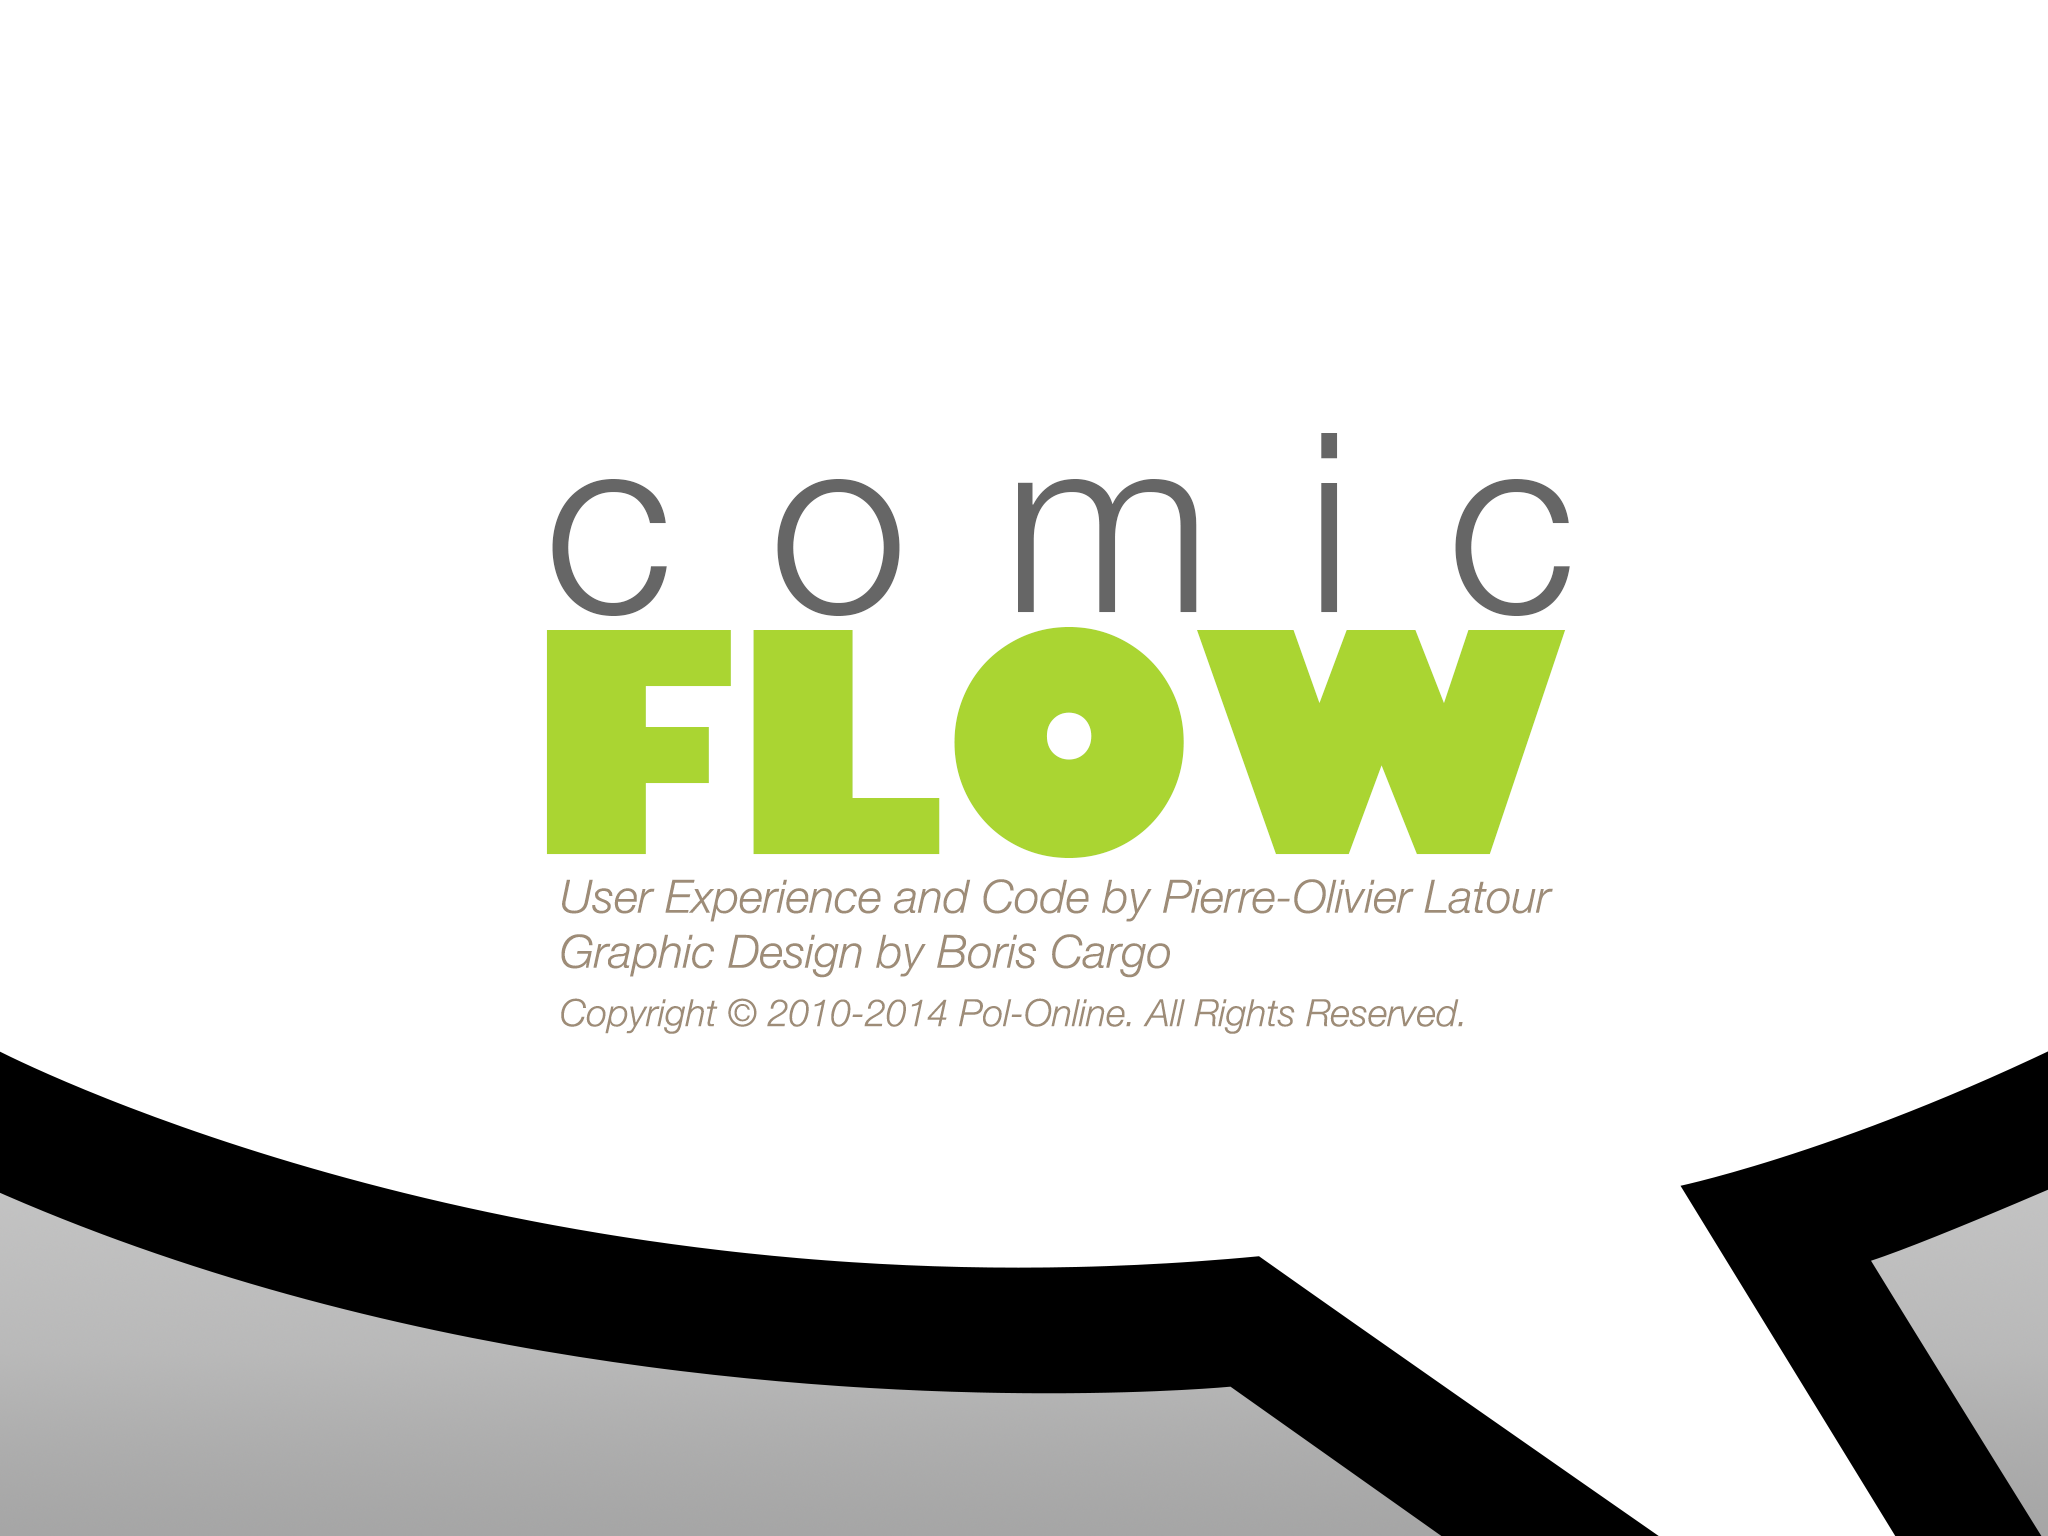 comic
FLOW
User Experience and Code by Pierre-Olivier Latour
Graphic Design by Boris Cargo
Copyright © 2010-2014 Pol-Online. All Rights Reserved.